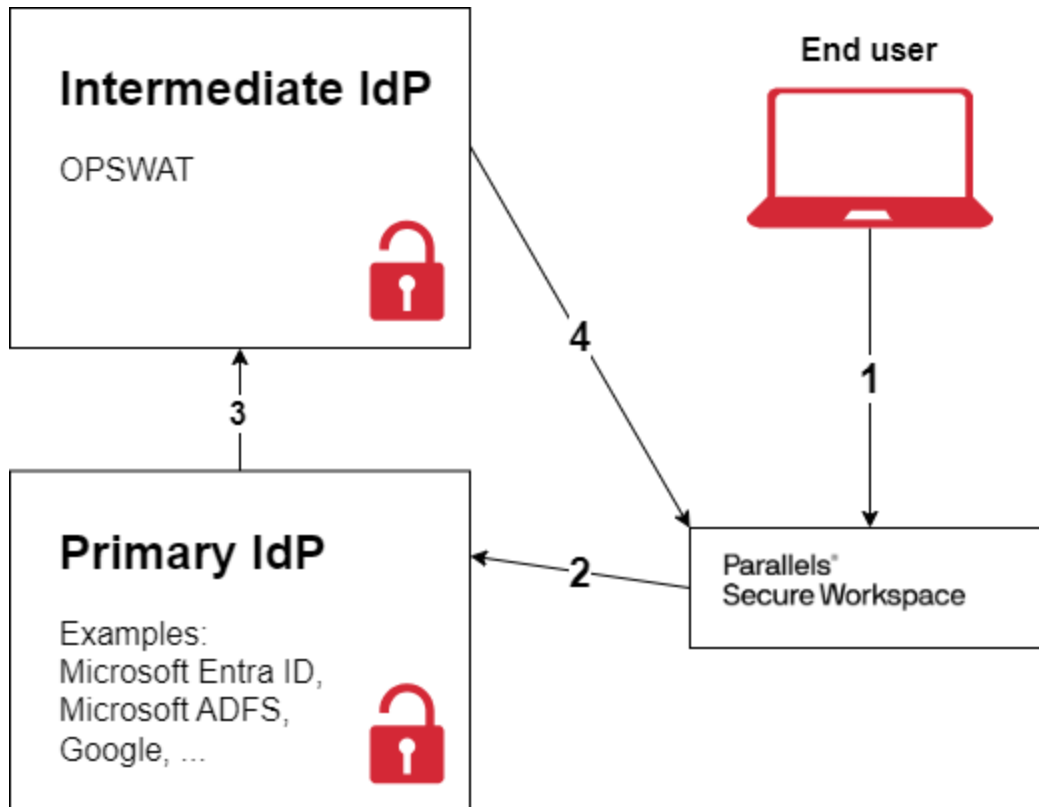 Intermediate IdP
OPSWAT
End user
4
1
3
2
Primary IdP
Examples:
Microsoft Entra ID,
Microsoft ADFS,
Google, ...
Parallels®
Secure Workspace